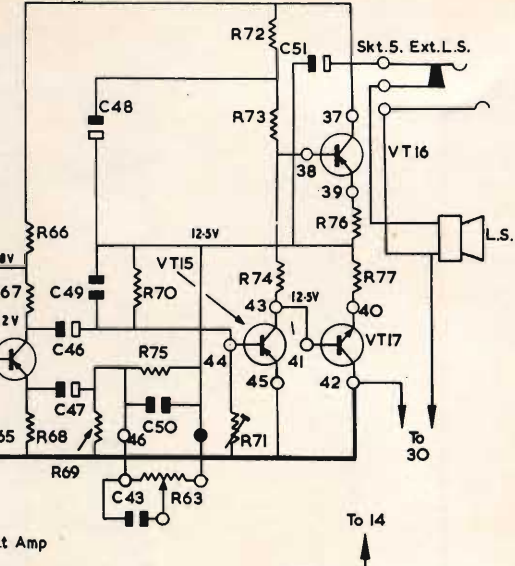 R72
C51
Skt.5. Ext.L.S.
C48
R73
37
38
VT16
39
R76
R66
12·5V
8V
VT15
L.S.
67
C49
R70
R74
R77
43
12·5V
40
2V
C46
R75
44
41
VT17
45
42
C47
C50
65
R68
46
R71
To
30
R69
C43
R63
To 14
t Amp